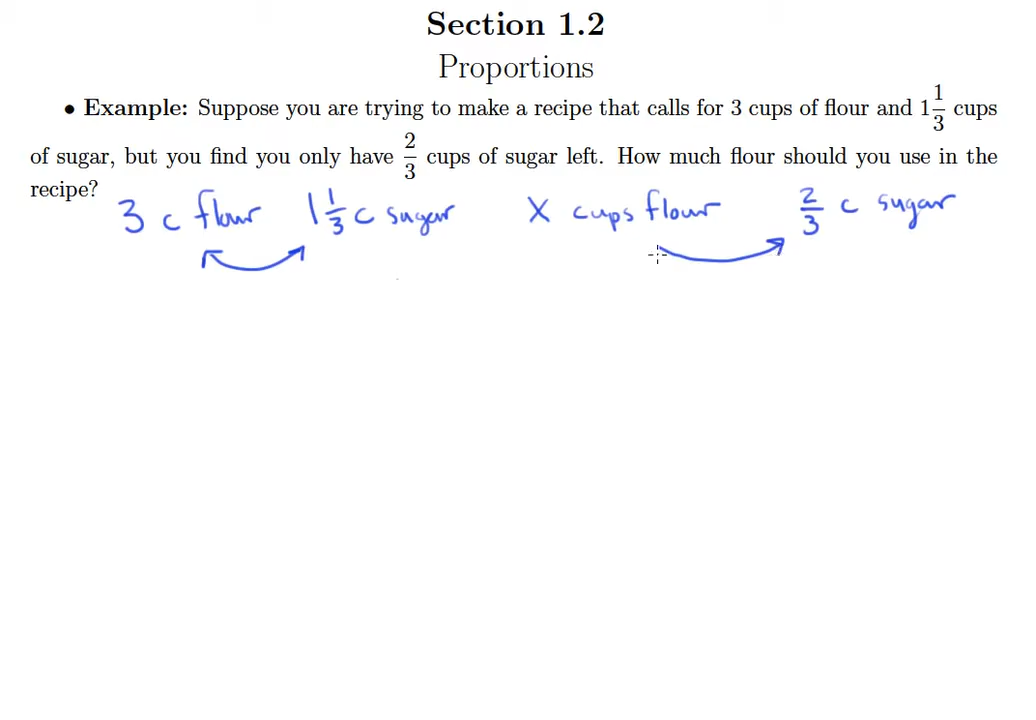 Section 1.2
Proportions
• Example: Suppose you are trying to make a recipe that calls for 3 cups of flour and 1 1/3 cups
of sugar, but you find you only have 2/3 cups of sugar left. How much flour should you use in the
recipe?
3 c flour 1 1/3 c sugar x cups flour 2/3 c sugar